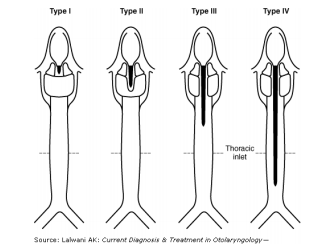 Type I Type II Type III Type IV
Thoracic
inlet
Source: Lalwani AK: Current Diagnosis & Treatment in Otolaryngology—